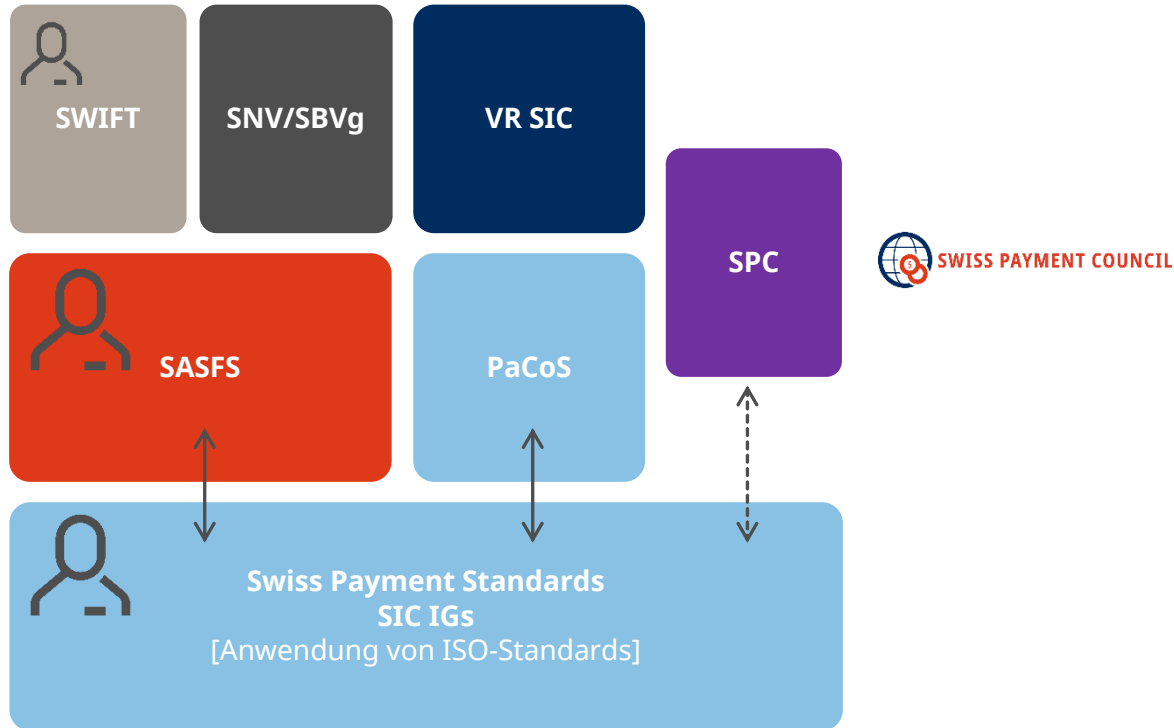 SWIFT
SNV/SBVg
VR SIC
SPC
SWISS PAYMENT COUNCIL
SASFS
PaCoS
Swiss Payment Standards
SIC IGs
[Anwendung von ISO-Standards]